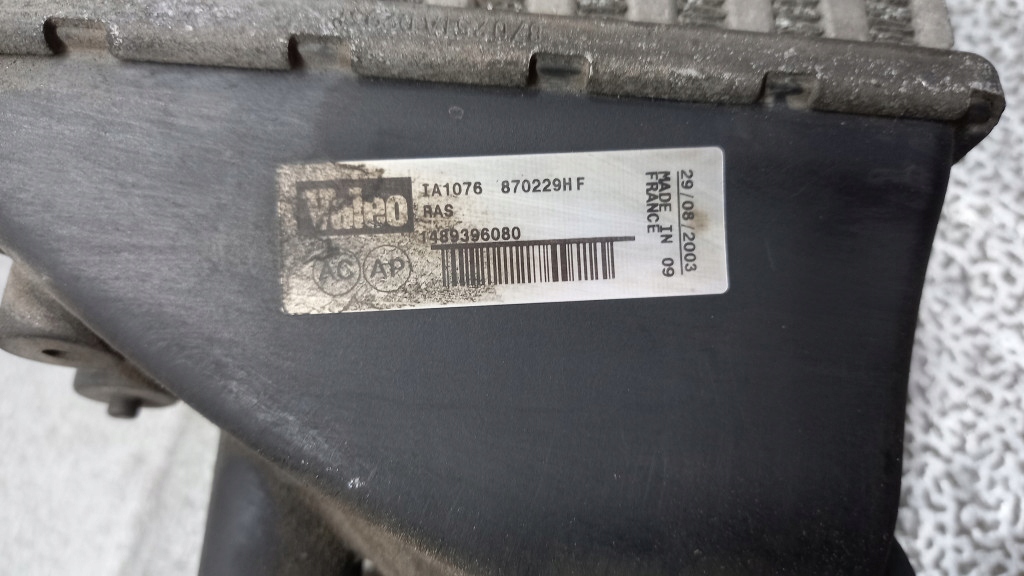 Valeo
IA1076 870229HF
RAS
1489396080
AC AP
29/08/2003
MADE IN 09
FRANCE